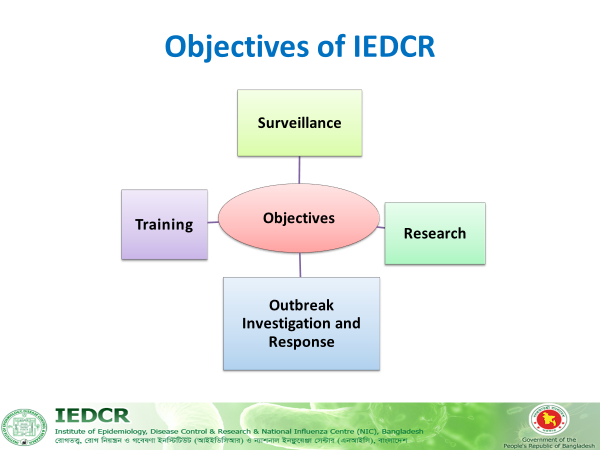 Objectives of IEDCR
Surveillance
Training
Objectives
Research
Outbreak
Investigation and
Response
IEDCR
Institute of Epidemiology, Disease Control & Research & National Influenza Centre (NIC), Bangladesh
রোগতত্ত্ব, রোগ নিয়ন্ত্রন ও গবেষণা ইনস্টিটিউট (আইইডিসিআর) ও ন্যাশনাল ইনফ্লুয়েঞ্জা সেন্টার (এনআইসি), বাংলাদেশ
Government of the
People's Republic of Bangladesh